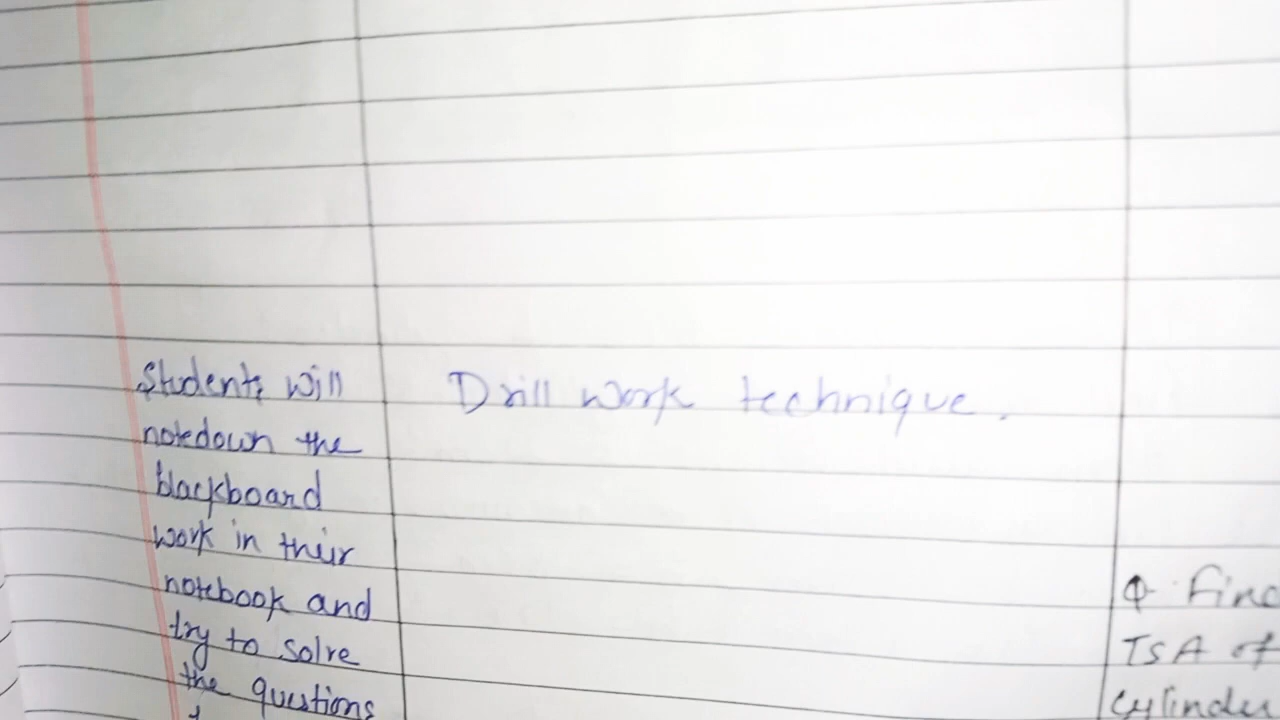 Students will
notedown the
blackboard
work in their
notebook and
try to solve
the questions
Drill work technique.
Find
TSA of
cylinder